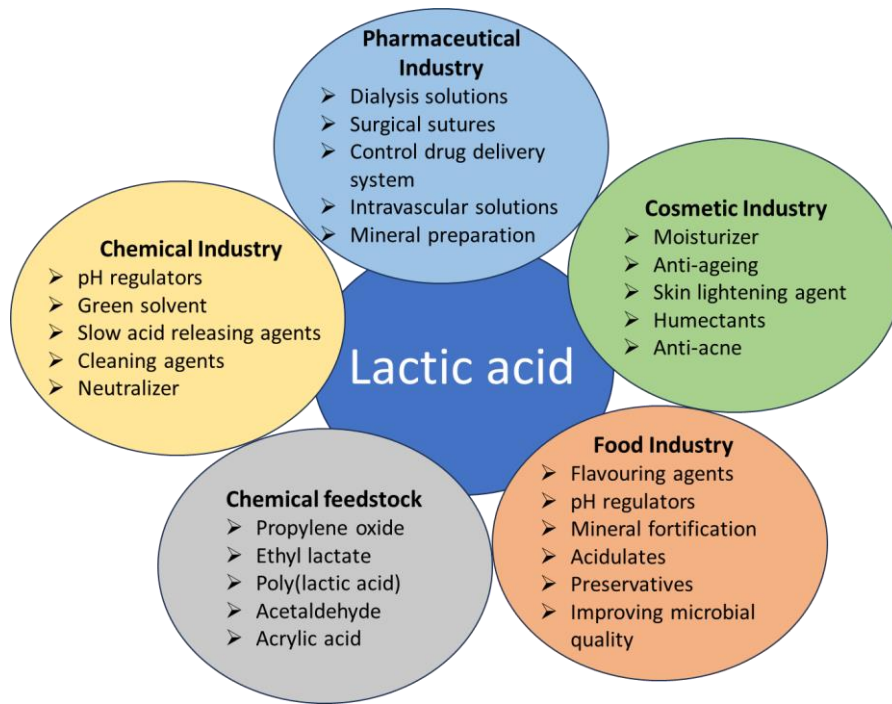 Pharmaceutical
Industry
➢ Dialysis solutions
➢ Surgical sutures
➢ Control drug delivery
system
➢ Intravascular solutions
➢ Mineral preparation
Cosmetic Industry
➢ Moisturizer
➢ Anti-ageing
➢ Skin lightening agent
➢ Humectants
➢ Anti-acne
Chemical Industry
➢ pH regulators
➢ Green solvent
➢ Slow acid releasing agents
➢ Cleaning agents
➢ Neutralizer
Lactic acid
Food Industry
➢ Flavouring agents
➢ pH regulators
➢ Mineral fortification
➢ Acidulates
➢ Preservatives
➢ Improving microbial
quality
Chemical feedstock
➢ Propylene oxide
➢ Ethyl lactate
➢ Poly(lactic acid)
➢ Acetaldehyde
➢ Acrylic acid